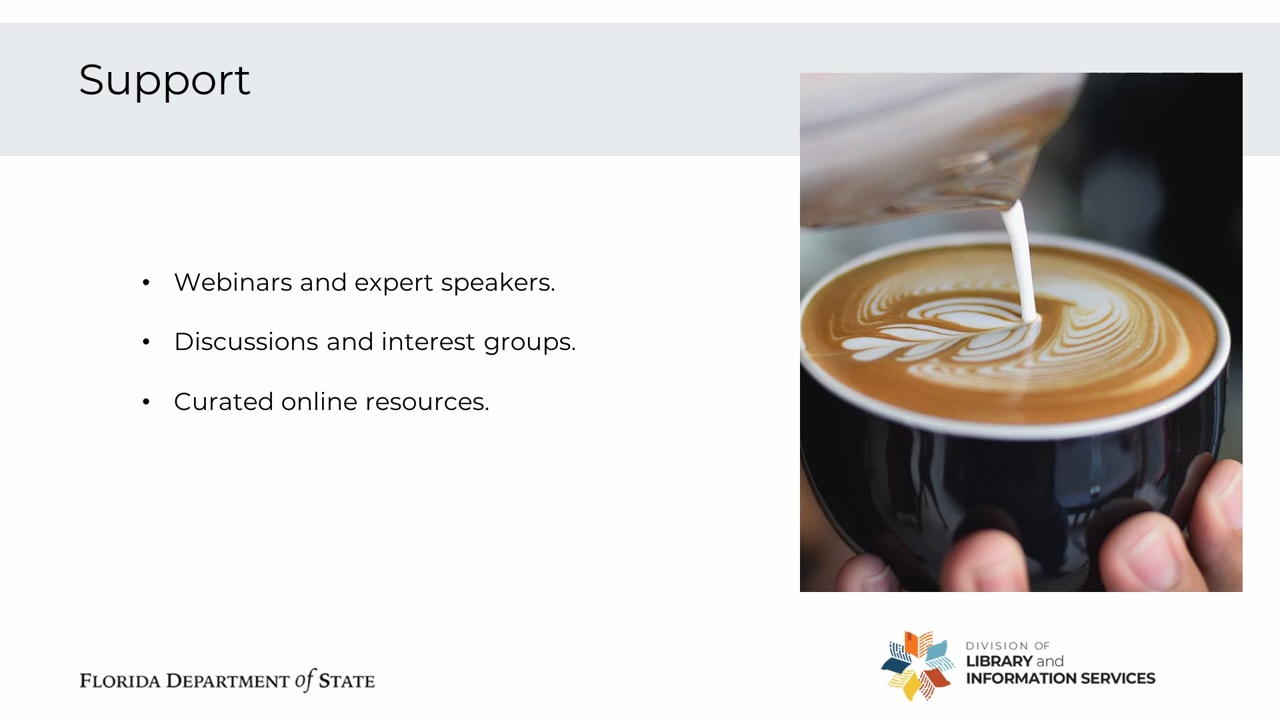 Support
• Webinars and expert speakers.
• Discussions and interest groups.
• Curated online resources.
FLORIDA DEPARTMENT of STATE
DIVISION OF
LIBRARY and
INFORMATION SERVICES